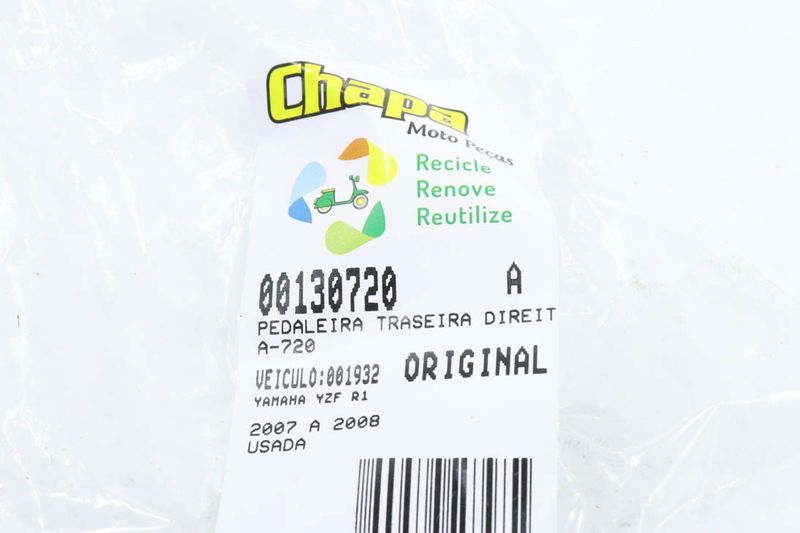 Chapa
Moto Peças
Recicle
Renove
Reutilize
00130720 A
PEDALEIRA TRASEIRA DIREIT
A-720
VEICULO:001932 ORIGINAL
YAMAHA YZF R1
2007 A 2008
USADA